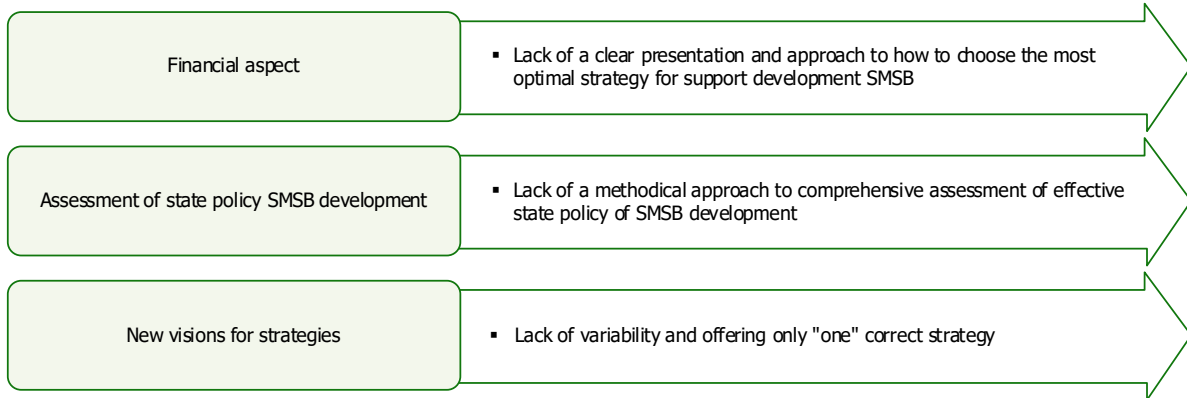 Financial aspect
▪ Lack of a clear presentation and approach to how to choose the most
optimal strategy for support development SMSB
Assessment of state policy SMSB development
▪ Lack of a methodical approach to comprehensive assessment of effective
state policy of SMSB development
New visions for strategies
▪ Lack of variability and offering only "one" correct strategy